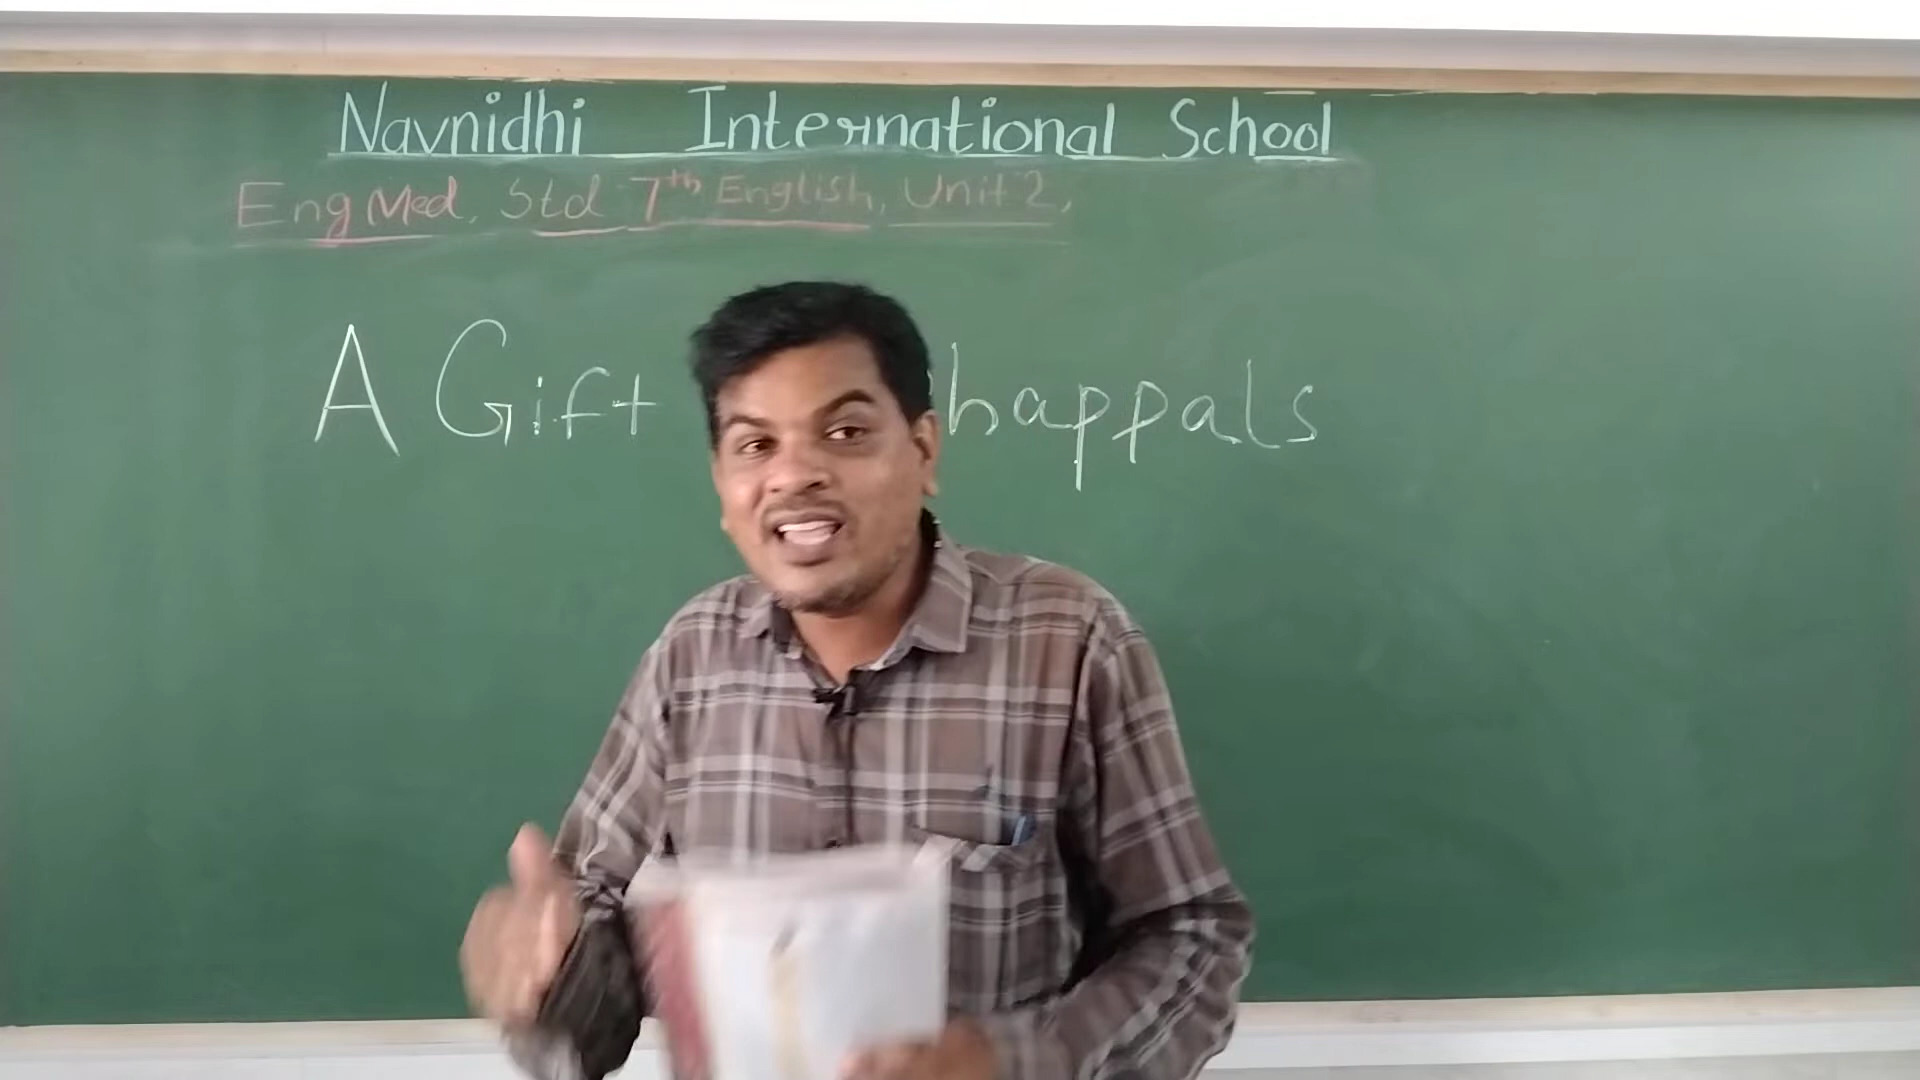 Navnidhi International School
Eng Med, Std 7th English, Unit 2,
A Gift happals